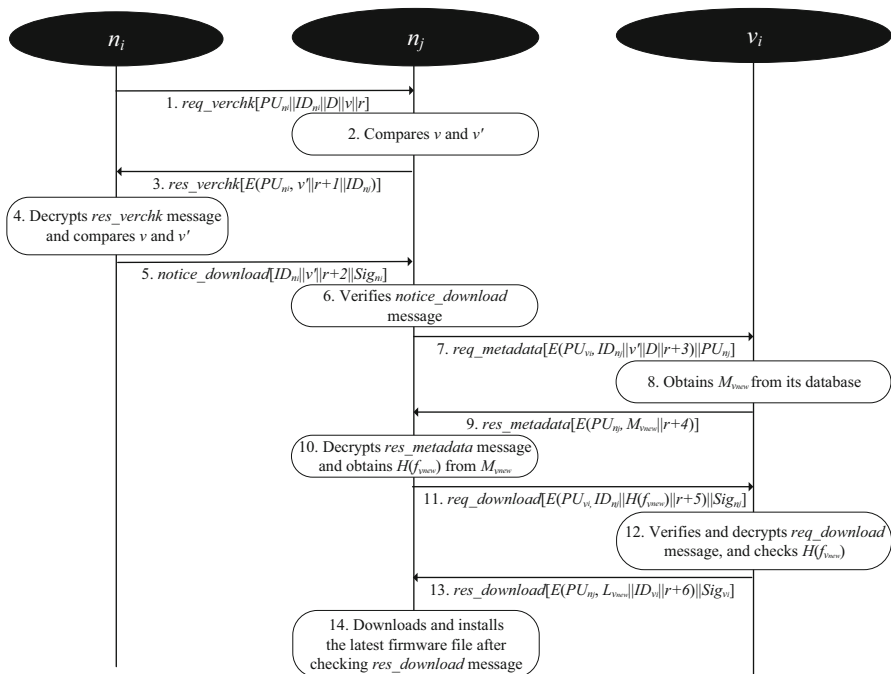 n_i
n_j
v_i
1. req_verchk[PU_ni||ID_ni||D||v||r]
2. Compares v and v′
3. res_verchk[E(PU_ni, v′||r+1||ID_nj)]
4. Decrypts res_verchk message
and compares v and v′
5. notice_download[ID_ni||v′||r+2||Sig_ni]
6. Verifies notice_download
message
7. req_metadata[E(PU_vi, ID_nj||v′||D||r+3)||PU_nj]
8. Obtains M_vnew from its database
9. res_metadata[E(PU_nj, M_vnew||r+4)]
10. Decrypts res_metadata message
and obtains H(f_vnew) from M_vnew
11. req_download[E(PU_vi, ID_nj||H(f_vnew)||r+5)||Sig_nj]
12. Verifies and decrypts req_download
message, and checks H(f_vnew)
13. res_download[E(PU_nj, L_vnew||ID_vi||r+6)||Sig_vi]
14. Downloads and installs
the latest firmware file after
checking res_download message